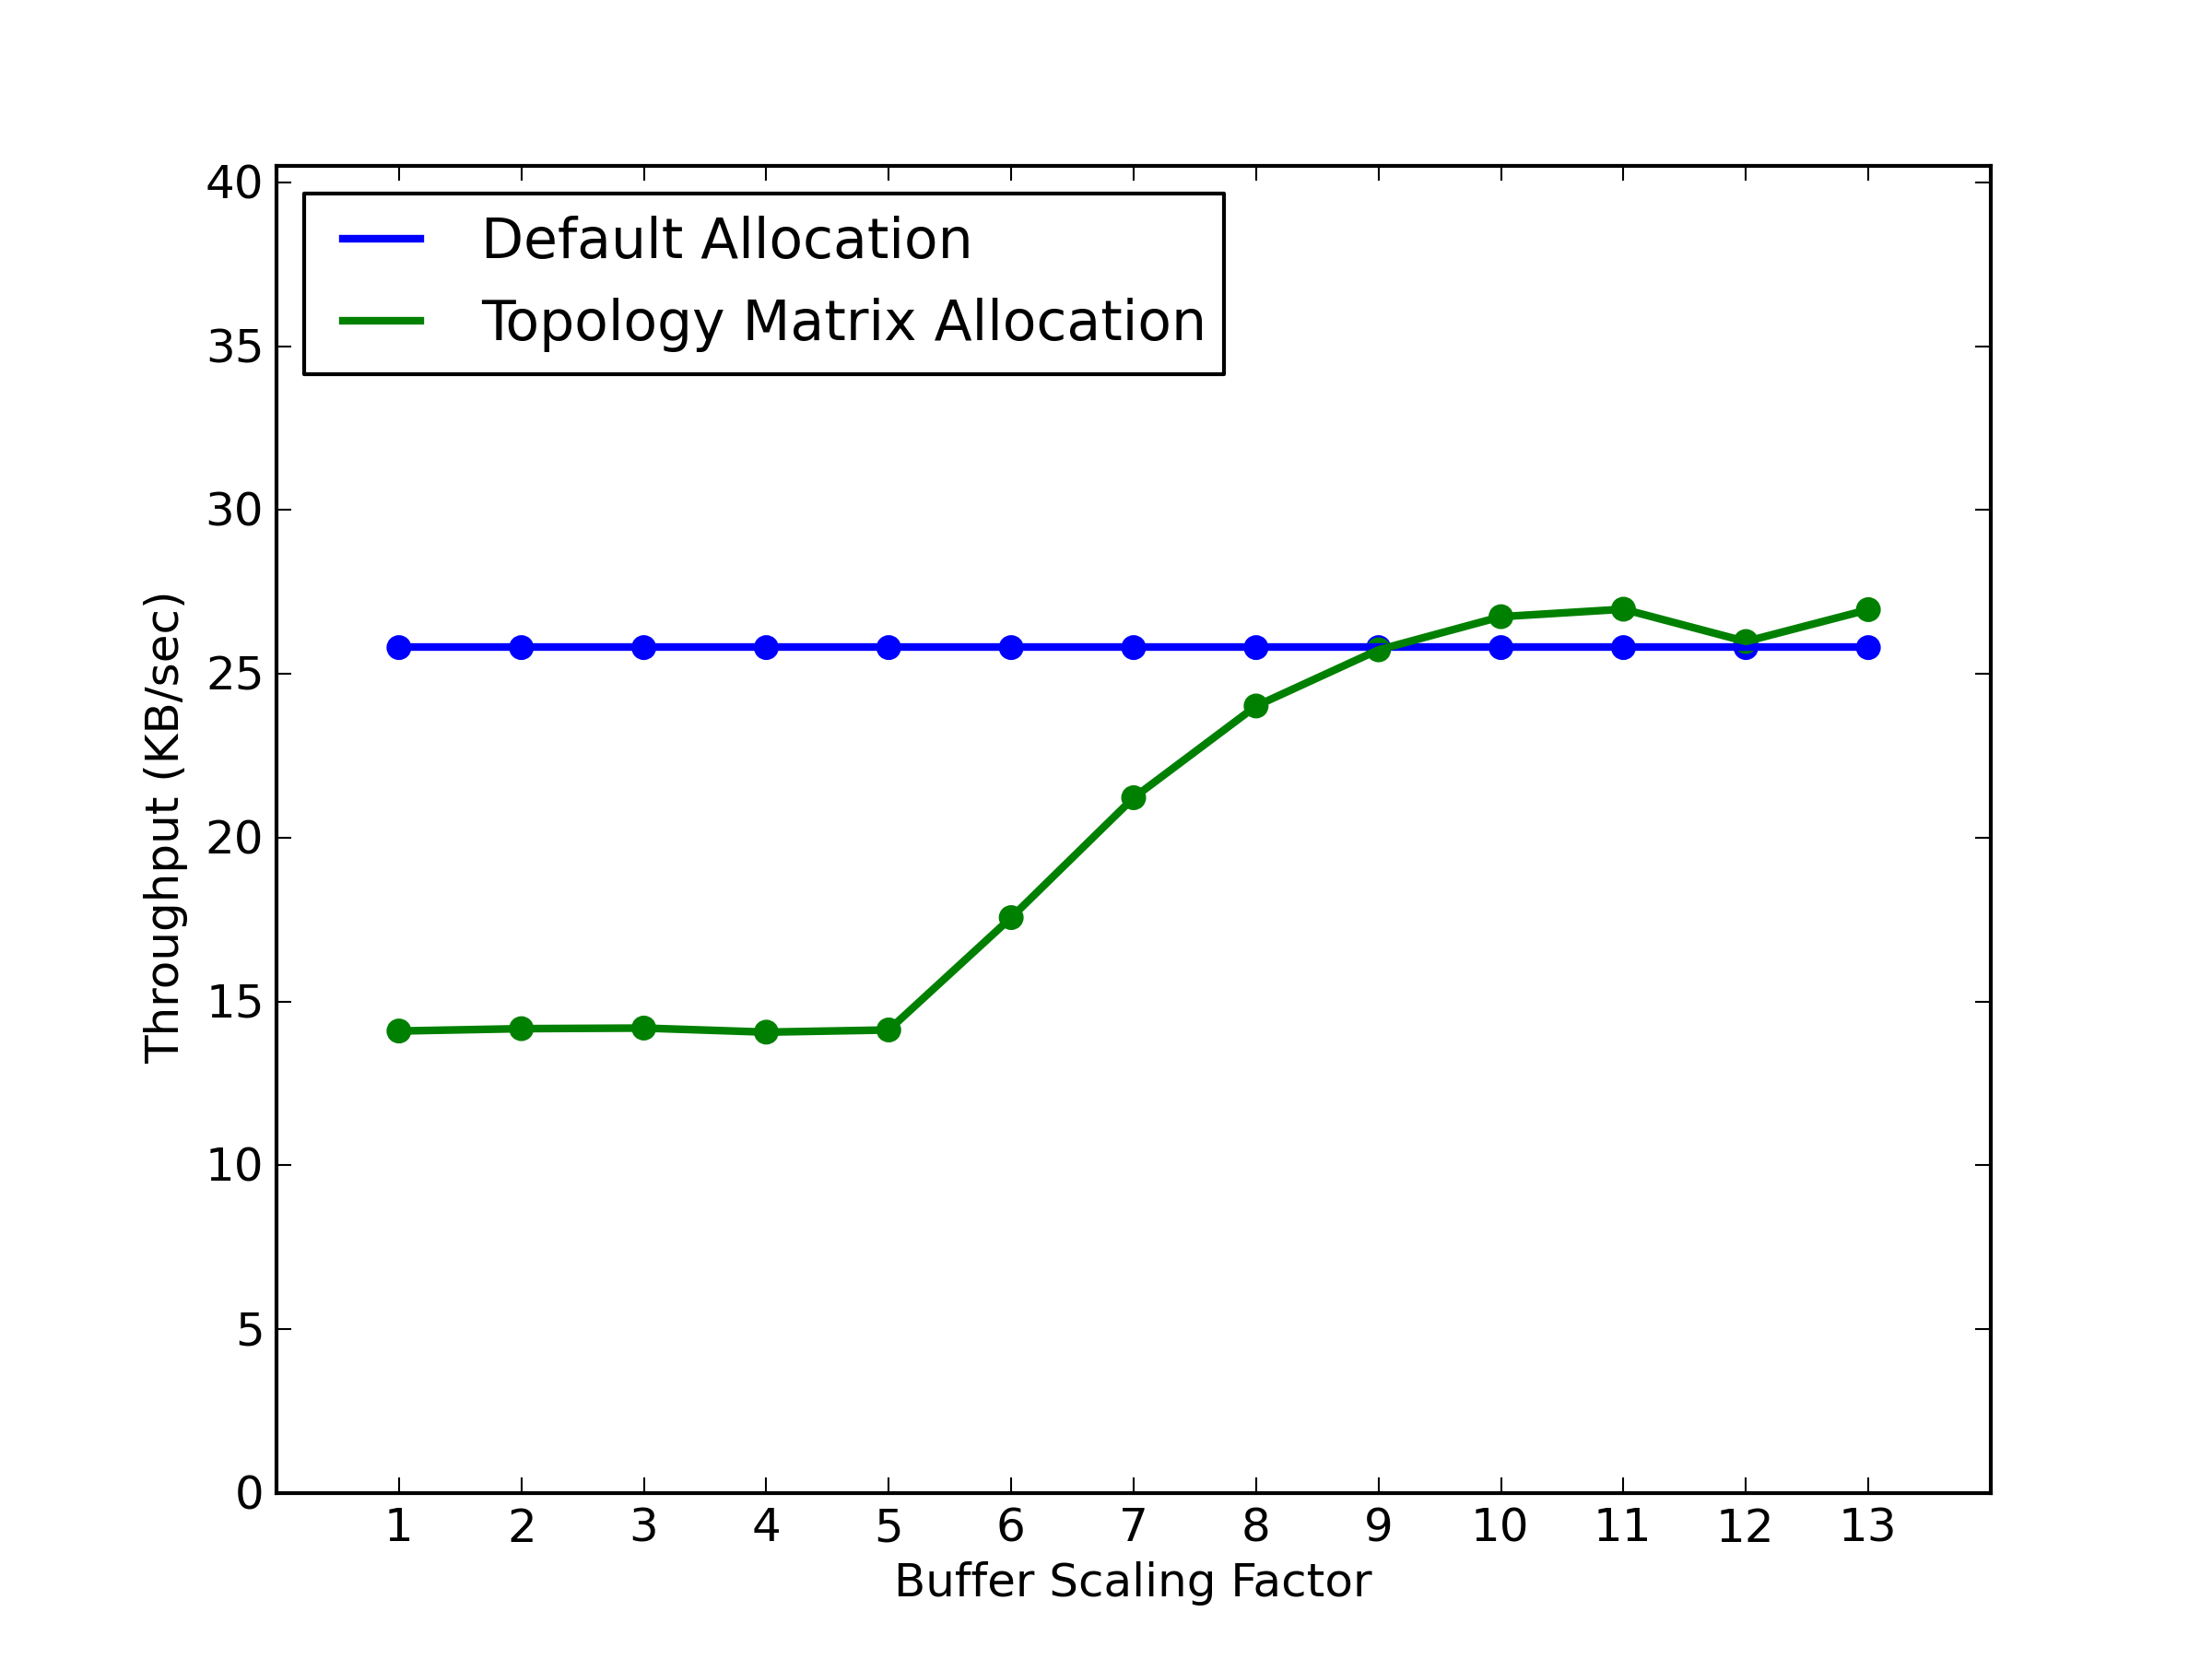 Default Allocation
Topology Matrix Allocation
40
35
30
25
20
15
10
5
0
Throughput (KB/sec)
1 2 3 4 5 6 7 8 9 10 11 12 13
Buffer Scaling Factor